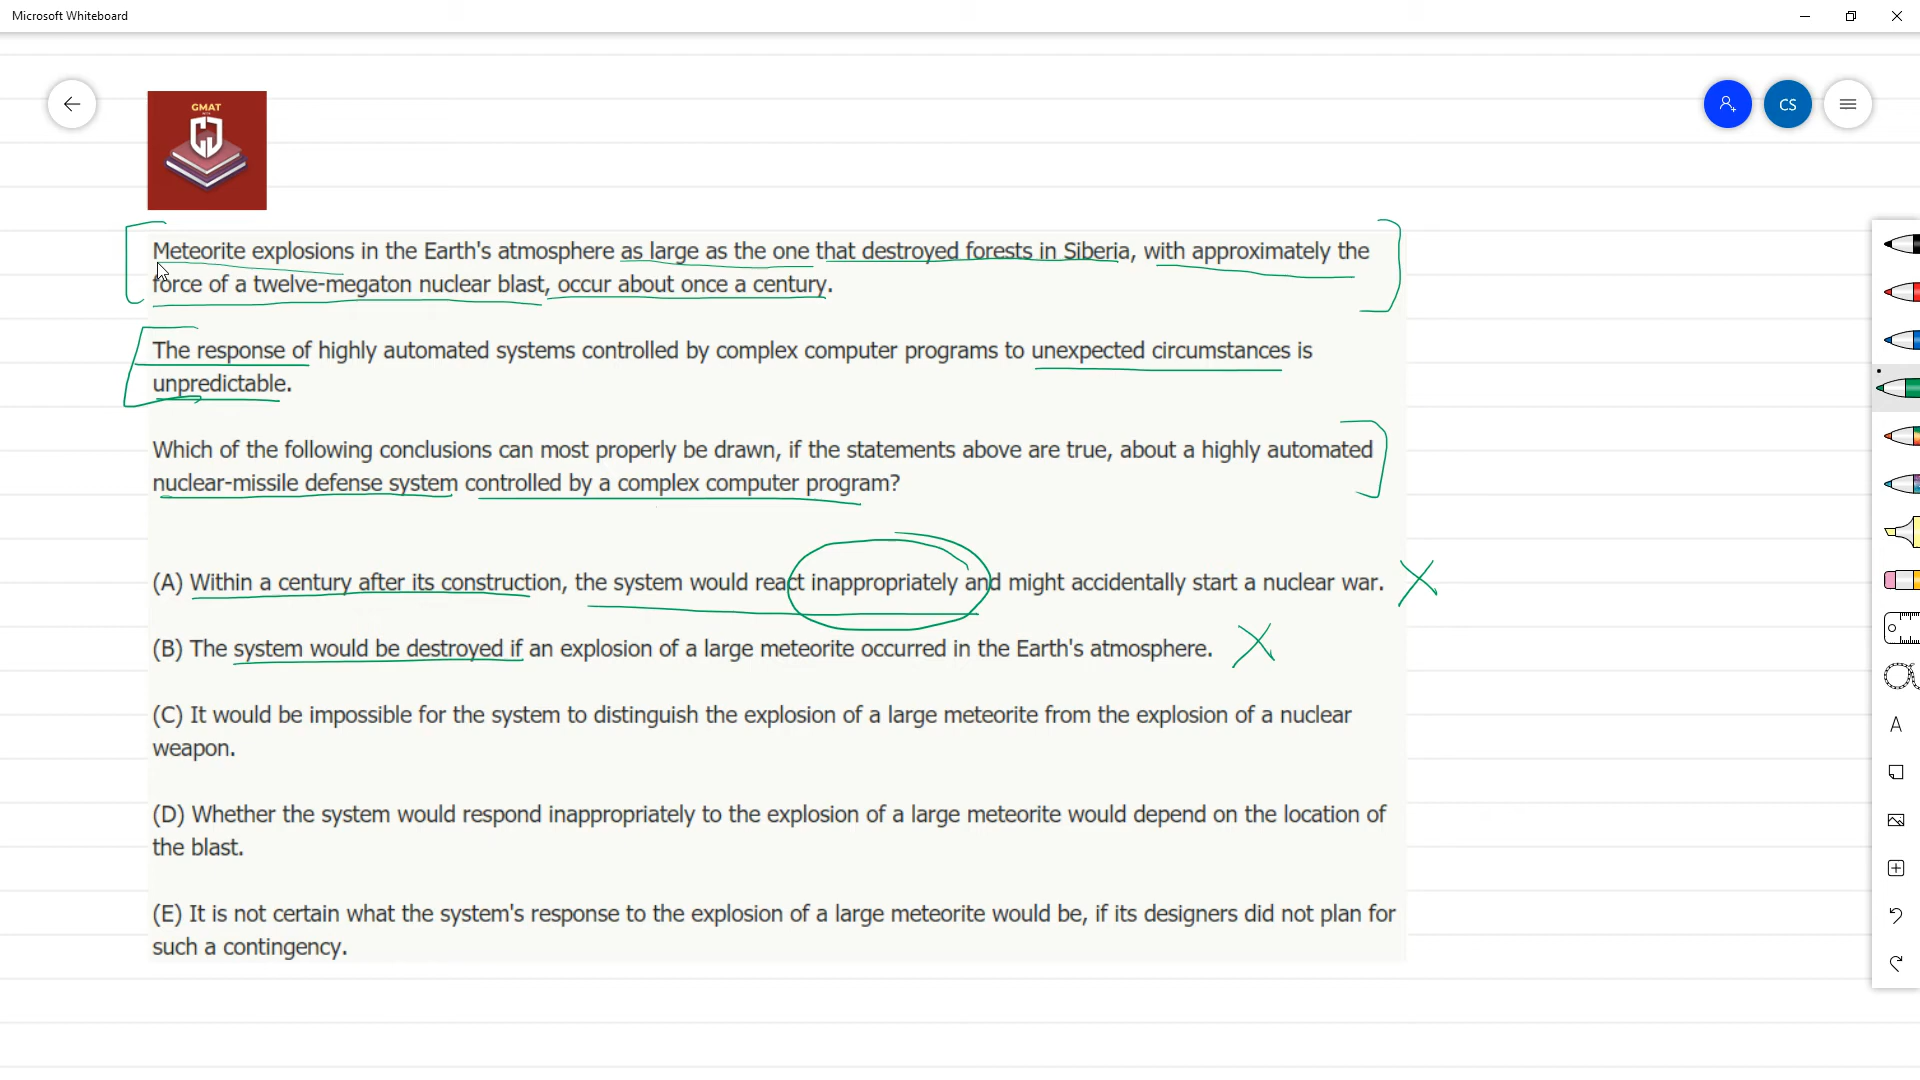 Microsoft Whiteboard
GMAT
CS
Meteorite explosions in the Earth's atmosphere as large as the one that destroyed forests in Siberia, with approximately the
force of a twelve-megaton nuclear blast, occur about once a century.
The response of highly automated systems controlled by complex computer programs to unexpected circumstances is
unpredictable.
Which of the following conclusions can most properly be drawn, if the statements above are true, about a highly automated
nuclear-missile defense system controlled by a complex computer program?
(A) Within a century after its construction, the system would react inappropriately and might accidentally start a nuclear war.
(B) The system would be destroyed if an explosion of a large meteorite occurred in the Earth's atmosphere.
(C) It would be impossible for the system to distinguish the explosion of a large meteorite from the explosion of a nuclear
weapon.
(D) Whether the system would respond inappropriately to the explosion of a large meteorite would depend on the location of
the blast.
(E) It is not certain what the system's response to the explosion of a large meteorite would be, if its designers did not plan for
such a contingency.